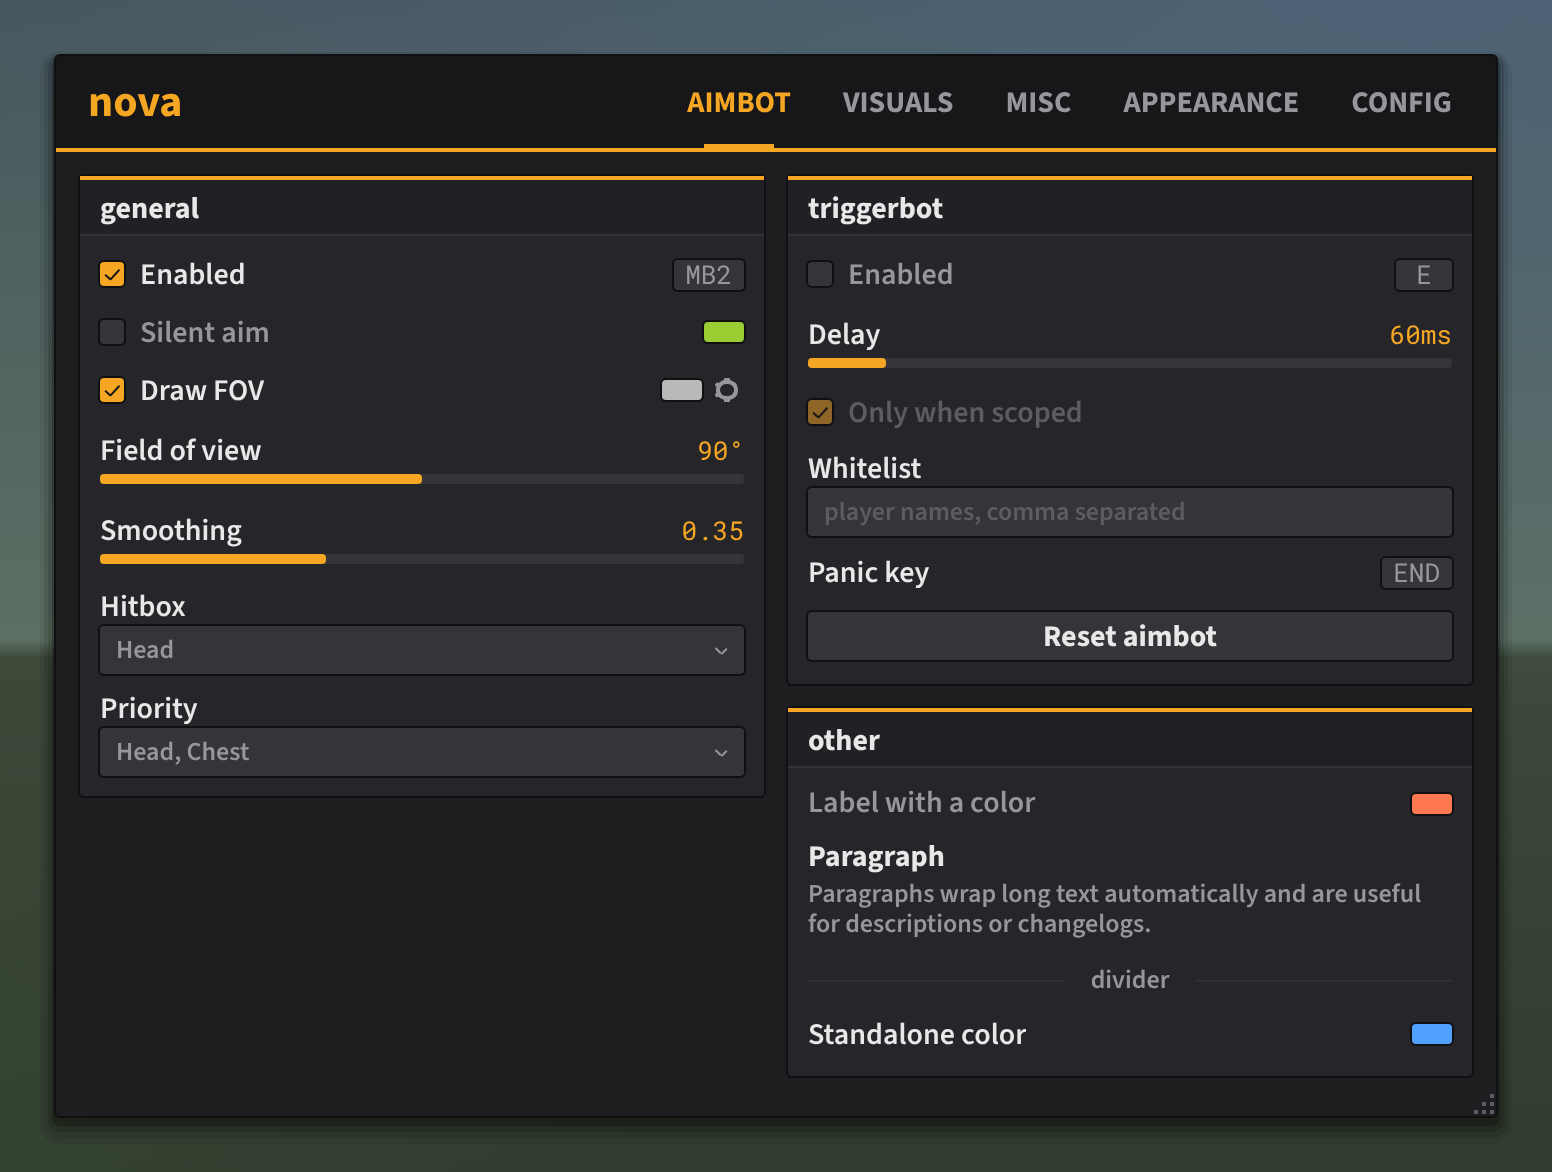 nova
AIMBOT VISUALS MISC APPEARANCE CONFIG
general
Enabled MB2
Silent aim
Draw FOV
Field of view 90°
Smoothing 0.35
Hitbox
Head
Priority
Head, Chest
triggerbot
Enabled E
Delay 60ms
Only when scoped
Whitelist
player names, comma separated
Panic key END
Reset aimbot
other
Label with a color
Paragraph
Paragraphs wrap long text automatically and are useful
for descriptions or changelogs.
divider
Standalone color